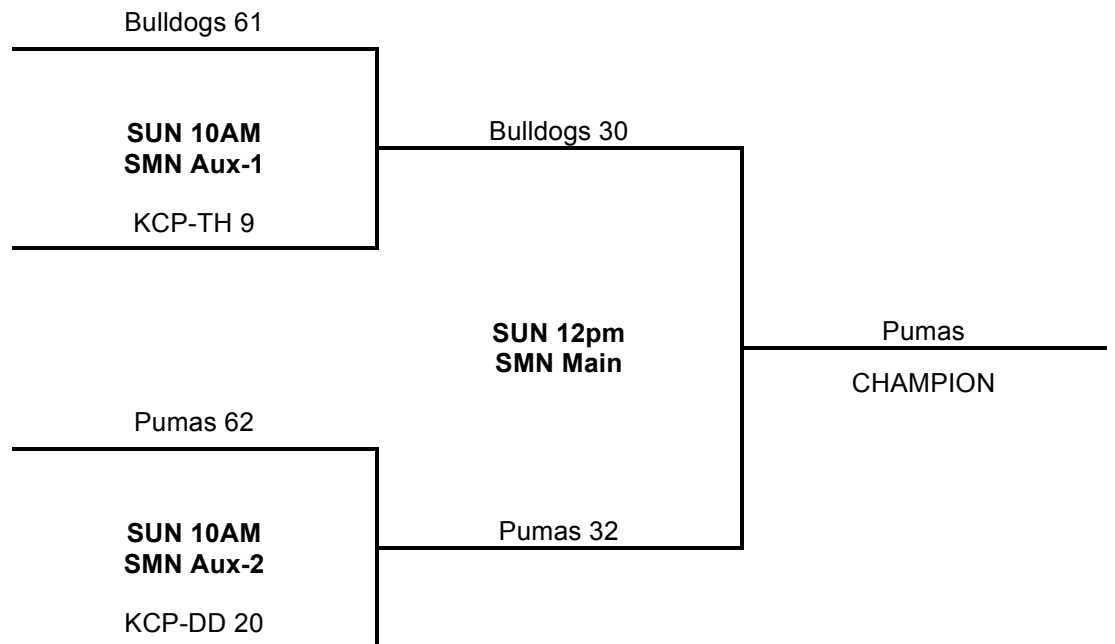 Bulldogs 61
SUN 10AM
SMN Aux-1
KCP-TH 9
Bulldogs 30
SUN 12pm
SMN Main
Pumas
CHAMPION
Pumas 62
SUN 10AM
SMN Aux-2
KCP-DD 20
Pumas 32